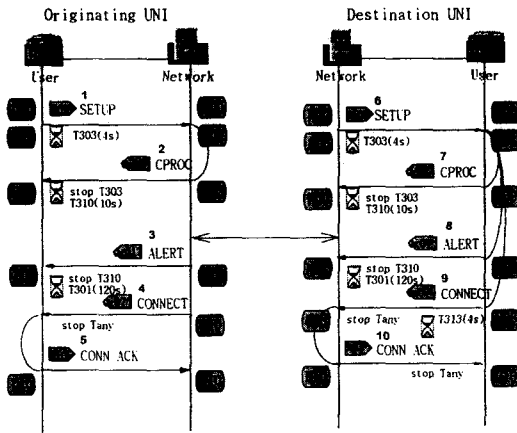 Originating UNI
User
Network
1
SETUP
T303(4s)
2
CPROC
stop T303
T310(10s)
3
ALERT
stop T310
T301(120s)
4
CONNECT
stop Tany
5
CONN ACK
Destination UNI
Network
User
6
SETUP
T303(4s)
7
CPROC
stop T303
T310(10s)
8
ALERT
stop T310
T301(120s)
9
CONNECT
stop Tany
T313(4s)
10
CONN ACK
stop Tany